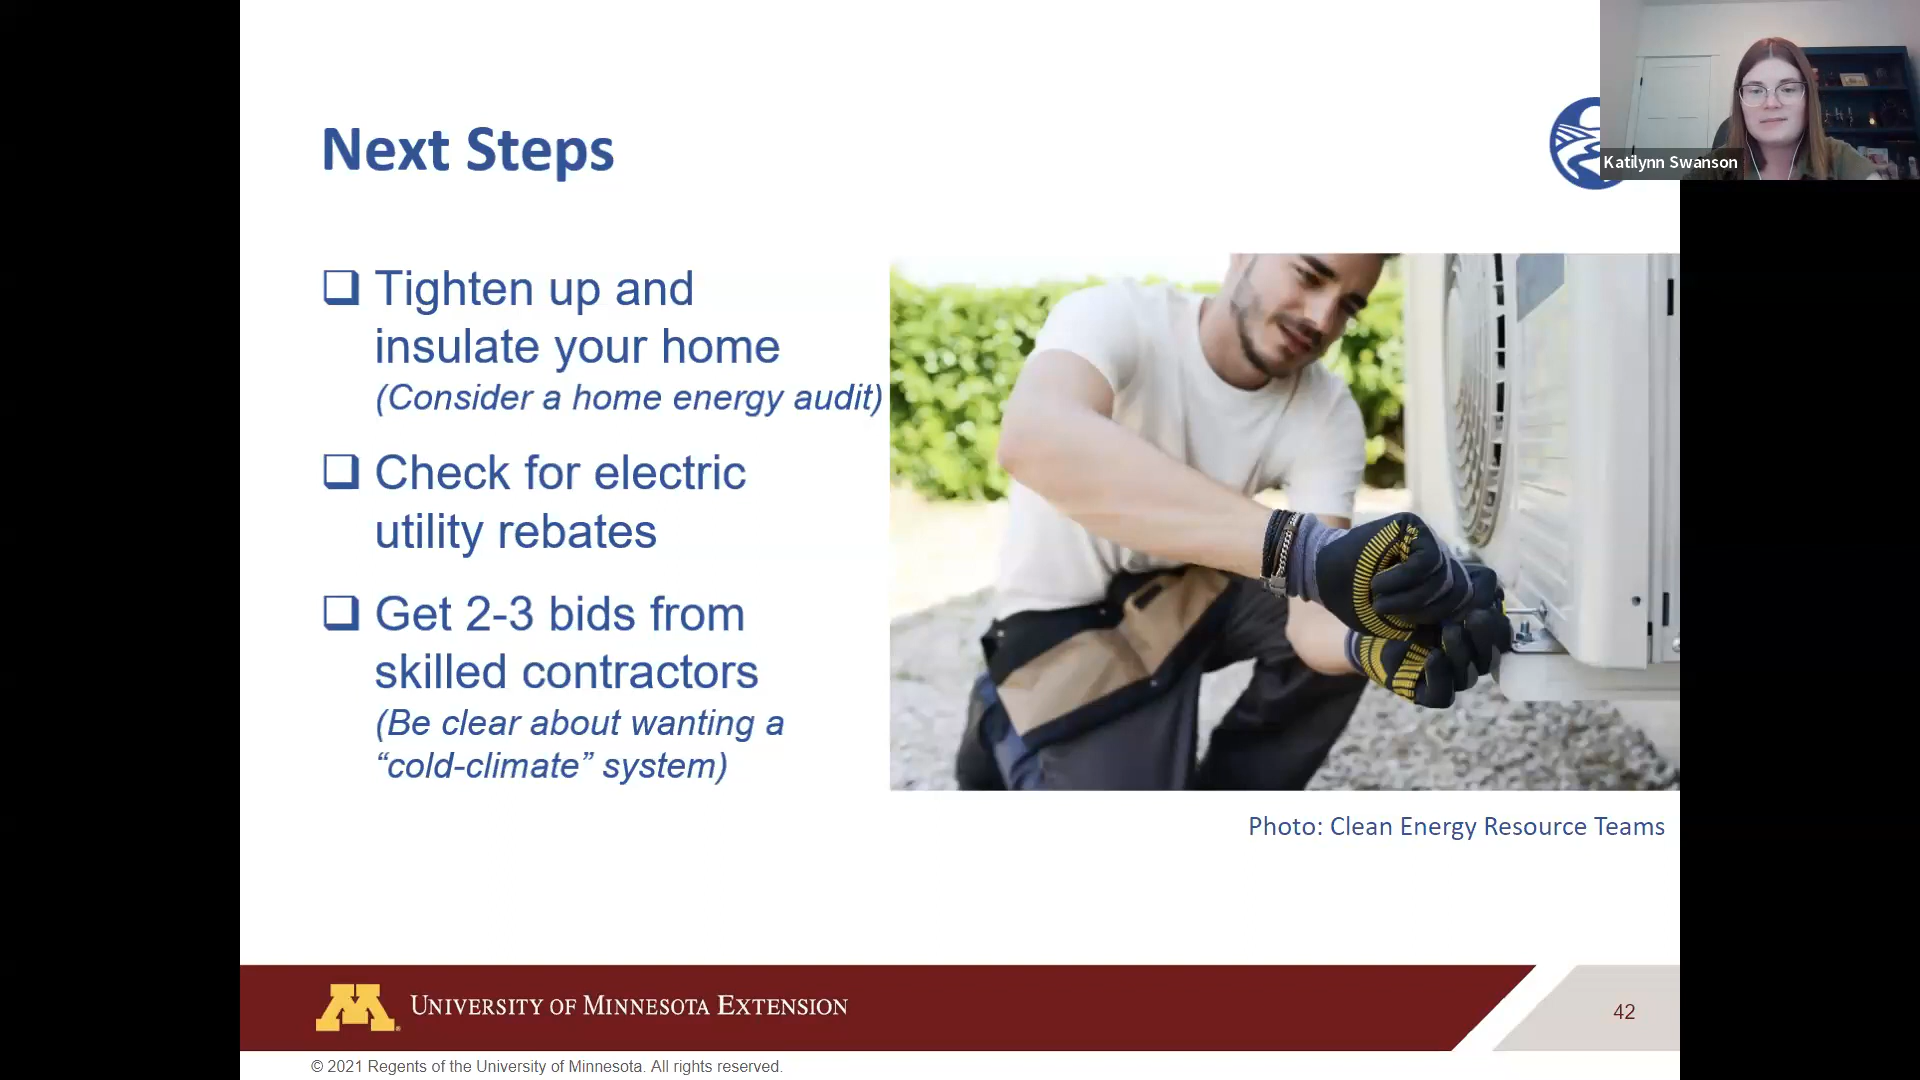 Katilynn Swanson
Next Steps
❑ Tighten up and
insulate your home
(Consider a home energy audit)
❑ Check for electric
utility rebates
❑ Get 2-3 bids from
skilled contractors
(Be clear about wanting a
“cold-climate” system)
Photo: Clean Energy Resource Teams
M
UNIVERSITY OF MINNESOTA EXTENSION
42
© 2021 Regents of the University of Minnesota. All rights reserved.